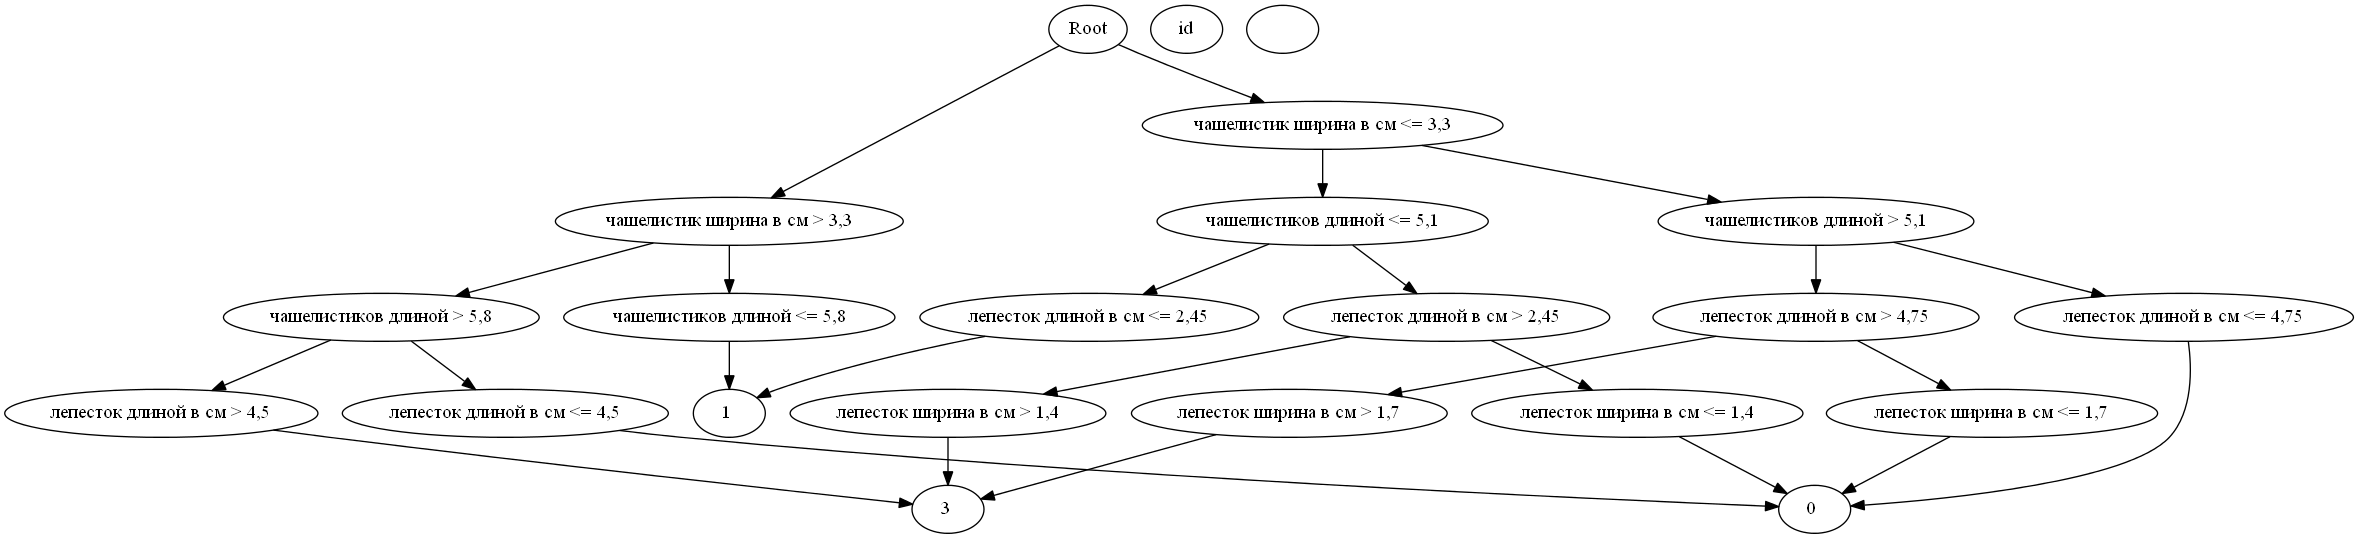 Root
id
чашелистик ширина в см <= 3,3
чашелистик ширина в см > 3,3
чашелистиков длиной <= 5,1
чашелистиков длиной > 5,1
чашелистиков длиной > 5,8
чашелистиков длиной <= 5,8
лепесток длиной в см <= 2,45
лепесток длиной в см > 2,45
лепесток длиной в см > 4,75
лепесток длиной в см <= 4,75
лепесток длиной в см > 4,5
лепесток длиной в см <= 4,5
1
лепесток ширина в см > 1,4
лепесток ширина в см > 1,7
лепесток ширина в см <= 1,4
лепесток ширина в см <= 1,7
3
0